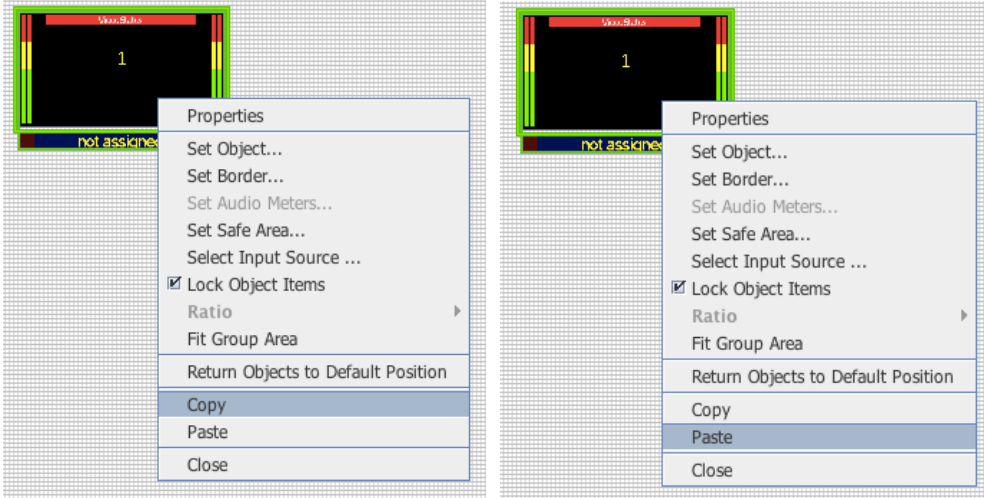 1
not assigned
Properties
Set Object...
Set Border...
Set Audio Meters...
Set Safe Area...
Select Input Source ...
Lock Object Items
Ratio
Fit Group Area
Return Objects to Default Position
Copy
Paste
Close
1
not assigned
Properties
Set Object...
Set Border...
Set Audio Meters...
Set Safe Area...
Select Input Source ...
Lock Object Items
Ratio
Fit Group Area
Return Objects to Default Position
Copy
Paste
Close